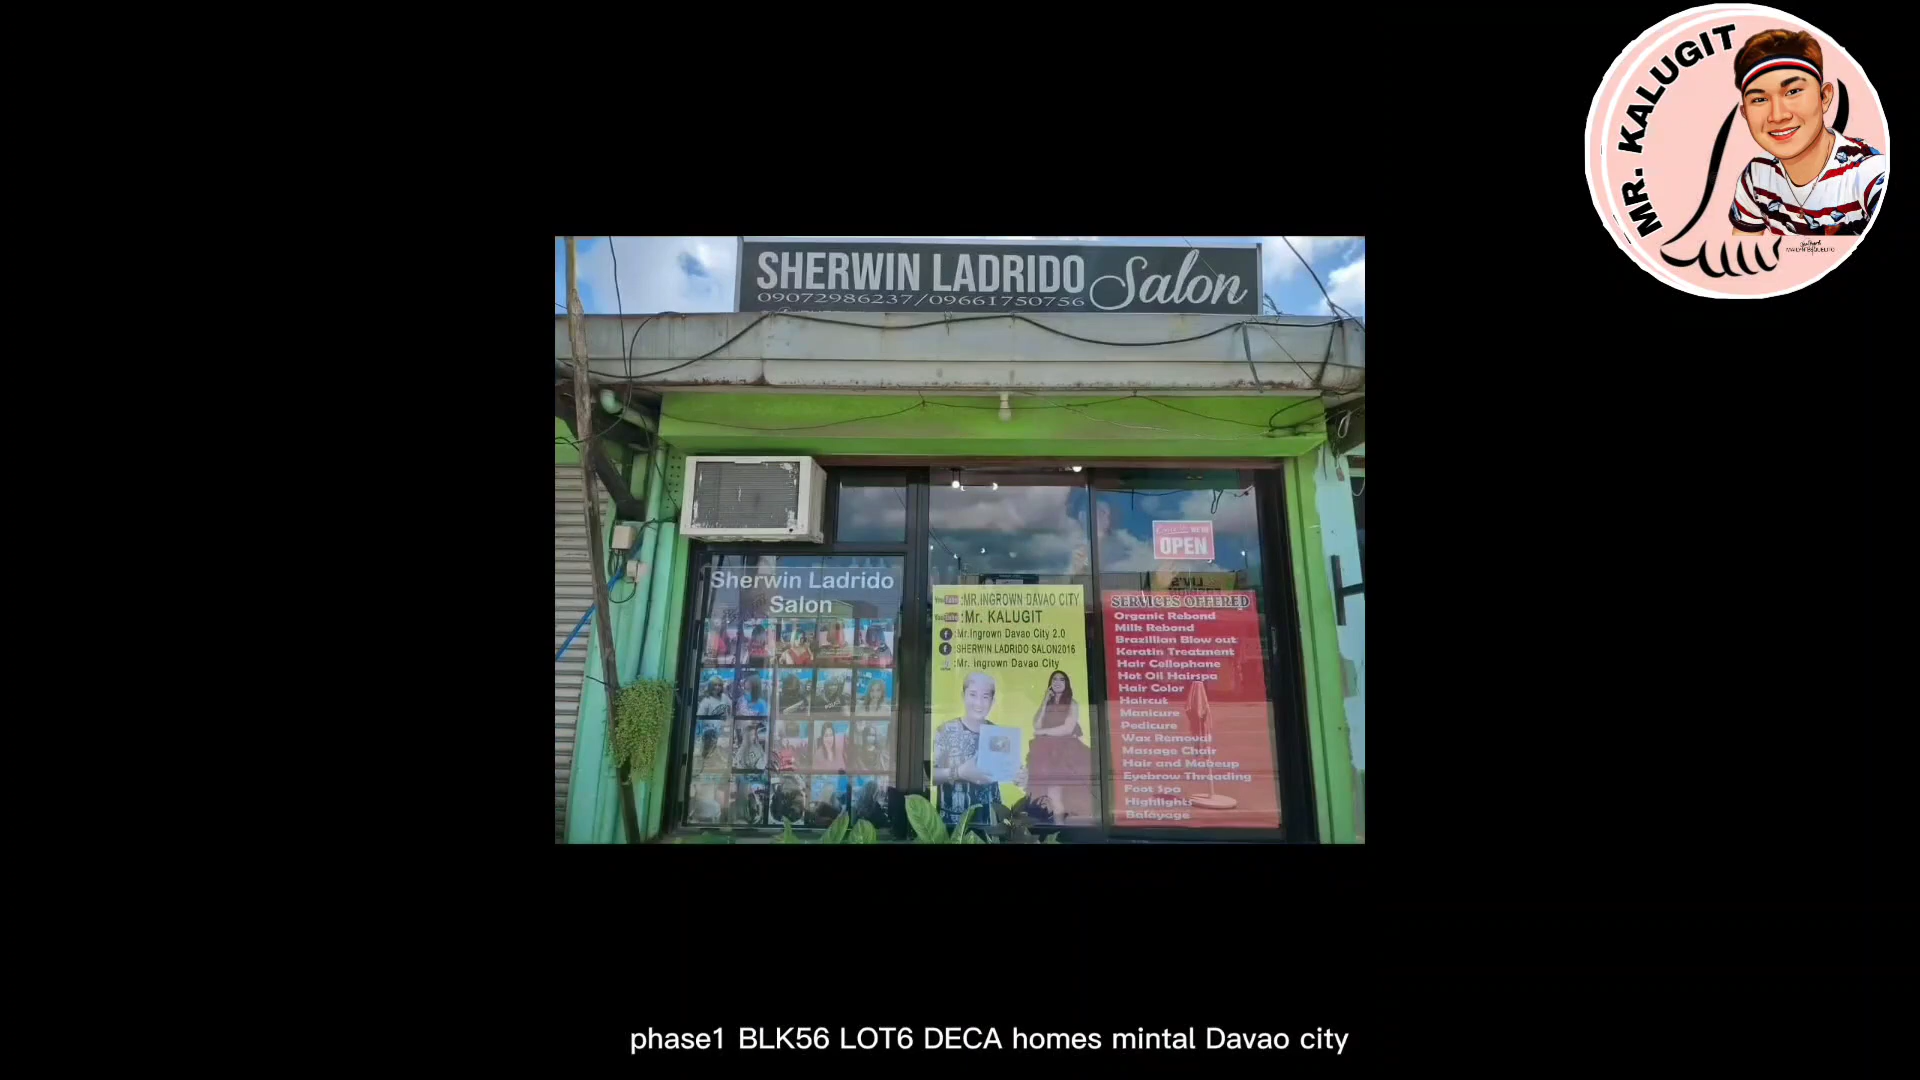 MR. KALUGIT
SHERWIN LADRIDO Salon
09072986237/09661750756
OPEN
Sherwin Ladrido
Salon
:MR.INGROWN DAVAO CITY
:Mr. KALUGIT
:Mr.Ingrown Davao City 2.0
:SHERWIN LADRIDO SALON2016
:Mr. Ingrown Davao City
SERVICES OFFERED
Organic Rebond
Milk Rebond
Brazillian Blow out
Keratin Treatment
Hair Cellophane
Hot Oil Hairspa
Hair Color
Haircut
Manicure
Pedicure
Wax Removal
Massage Chair
Hair and Makeup
Eyebrow Threading
Foot Spa
Highlights
Balayage
phase1 BLK56 LOT6 DECA homes mintal Davao city